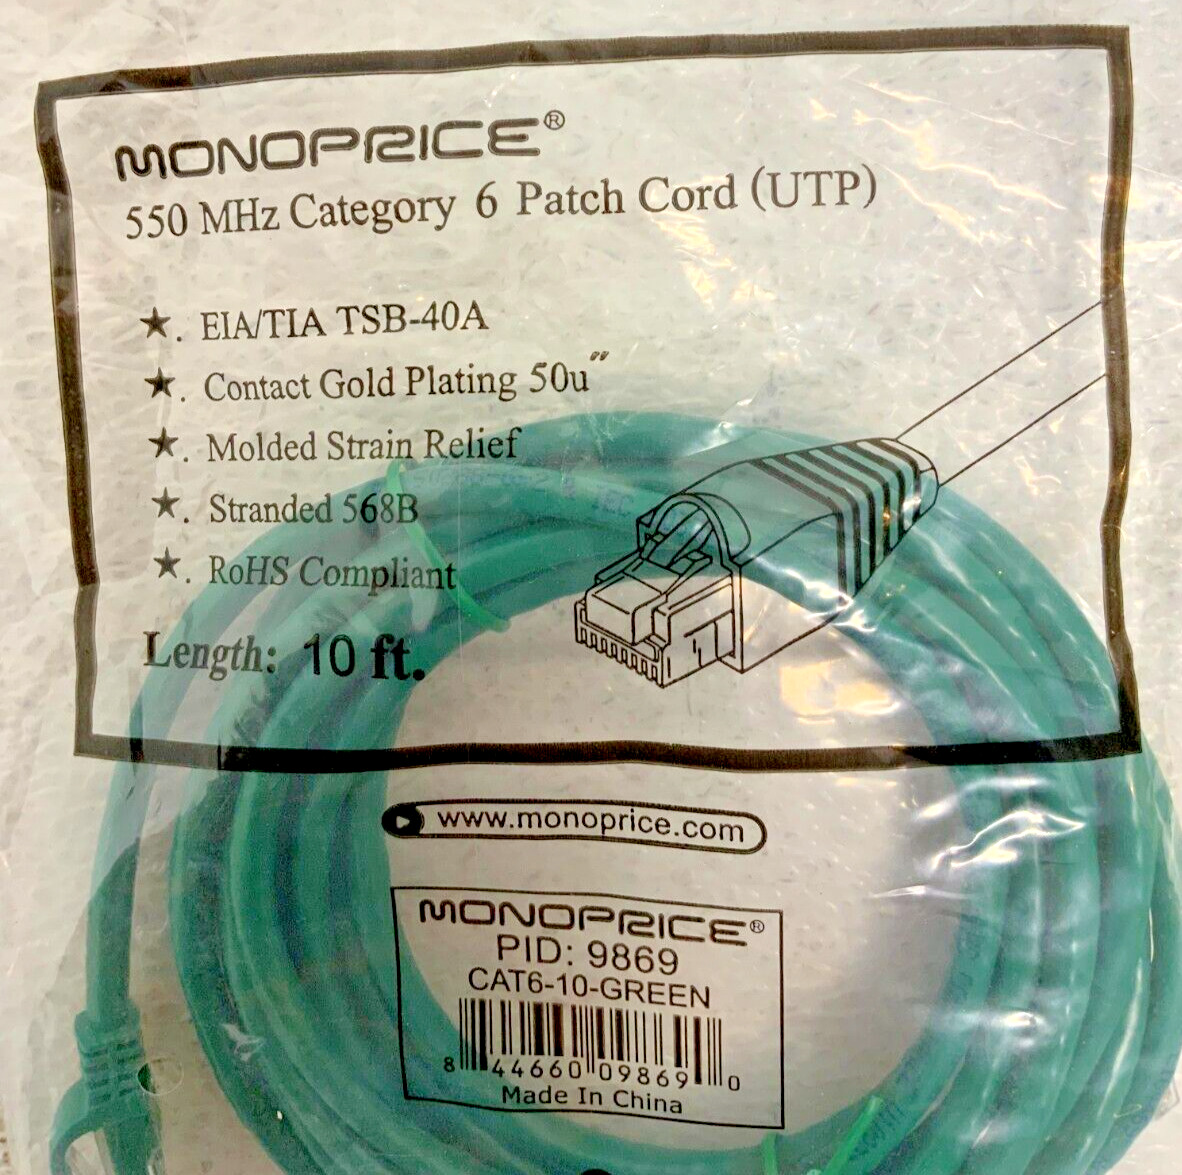 MONOPRICE®
550 MHz Category 6 Patch Cord (UTP)
★. EIA/TIA TSB-40A
★. Contact Gold Plating 50u"
★. Molded Strain Relief
★. Stranded 568B
★. RoHS Compliant
Length: 10 ft.
www.monoprice.com
MONOPRICE®
PID: 9869
CAT6-10-GREEN
8 44660 09869 0
Made In China